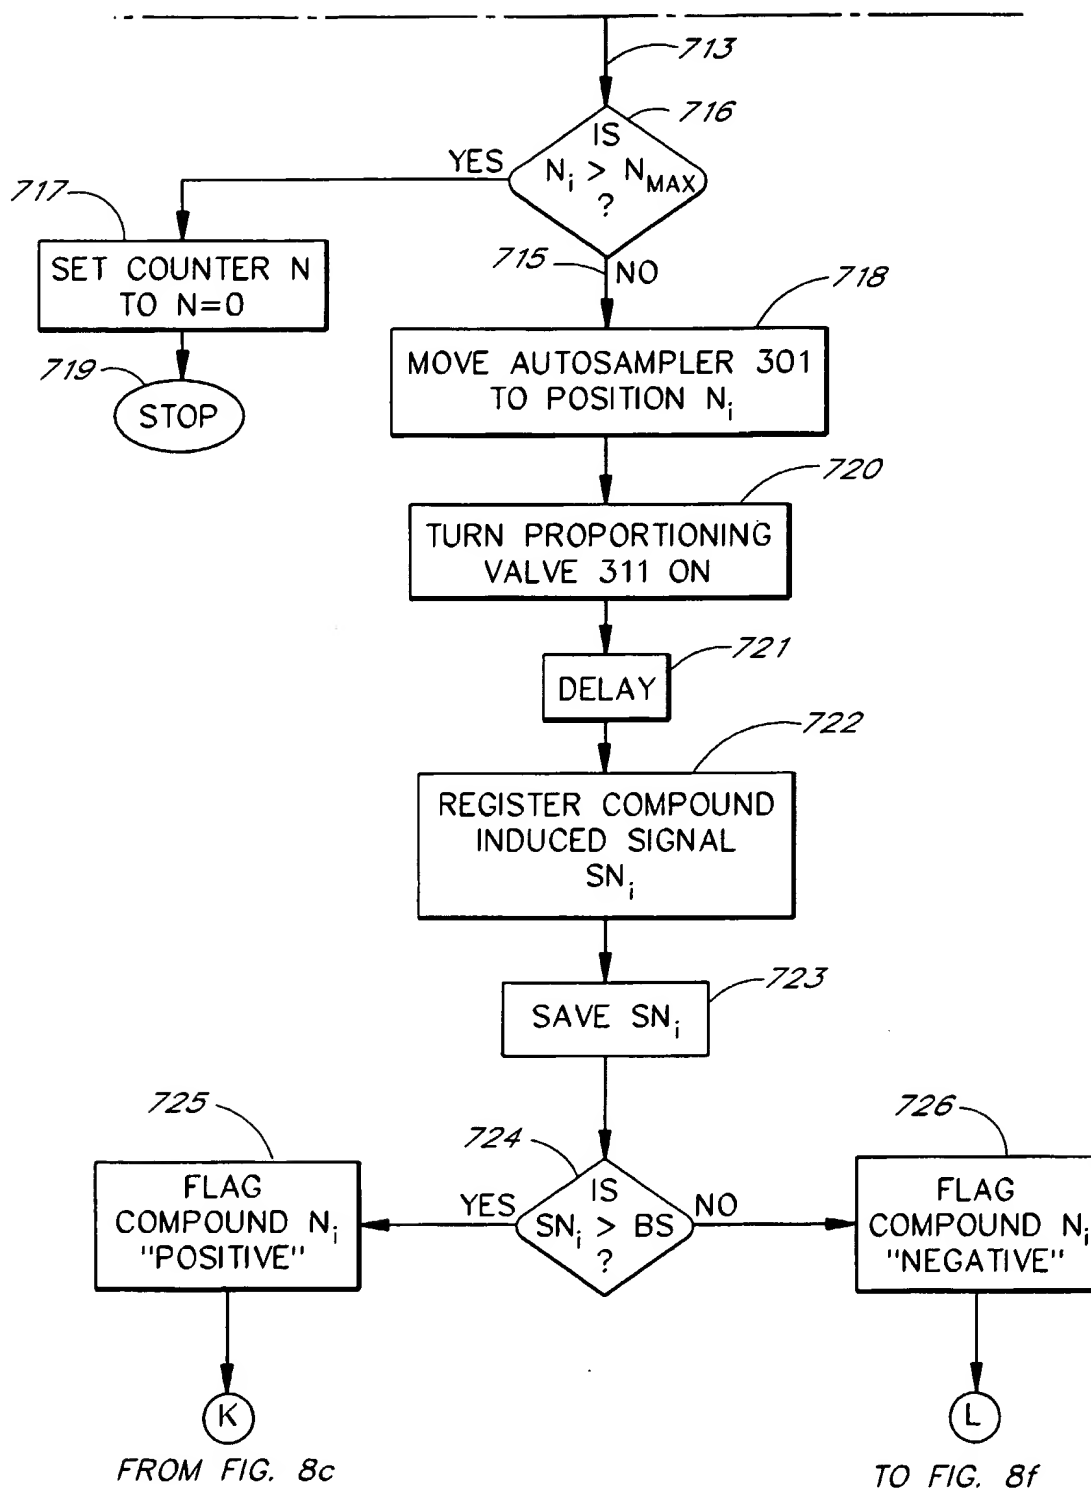 713
716
IS
N_i > N_MAX
?
YES
717
SET COUNTER N
TO N=0
715
NO
718
719
STOP
MOVE AUTOSAMPLER 301
TO POSITION N_i
720
TURN PROPORTIONING
VALVE 311 ON
721
DELAY
722
REGISTER COMPOUND
INDUCED SIGNAL
SN_i
723
SAVE SN_i
725
724
726
FLAG
COMPOUND N_i
"POSITIVE"
YES
IS
SN_i > BS
?
NO
FLAG
COMPOUND N_i
"NEGATIVE"
K
L
FROM FIG. 8c
TO FIG. 8f